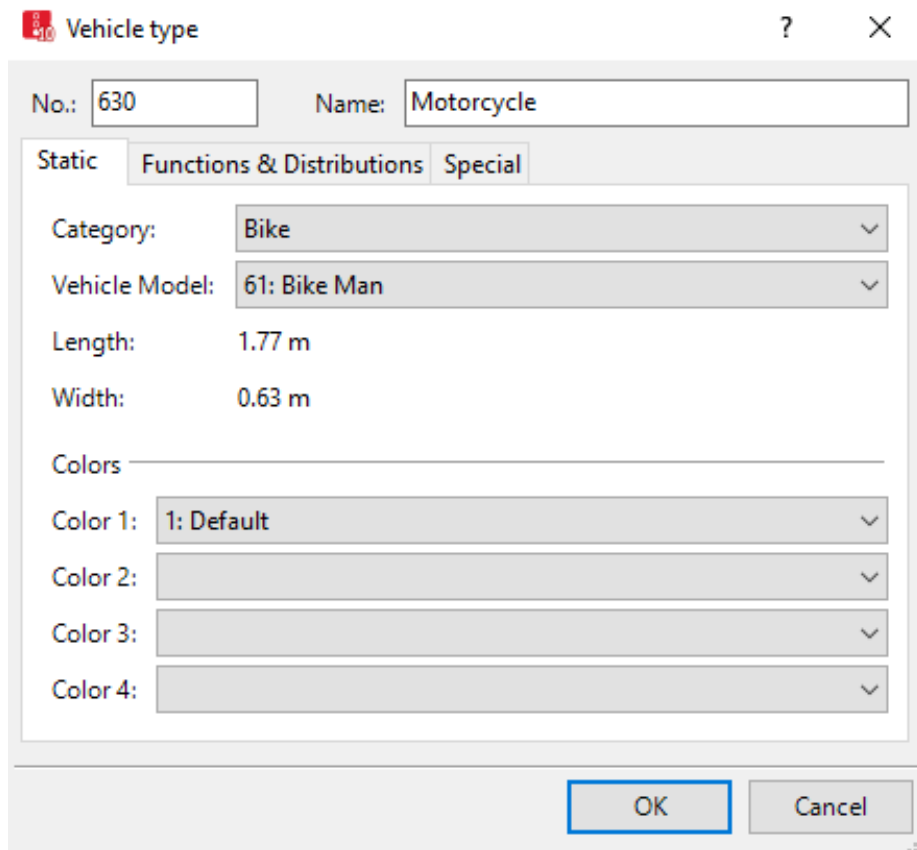 Vehicle type ? ×
No.: 630 Name: Motorcycle
Static Functions & Distributions Special
Category: Bike
Vehicle Model: 61: Bike Man
Length: 1.77 m
Width: 0.63 m
Colors
Color 1: 1: Default
Color 2:
Color 3:
Color 4:
OK Cancel